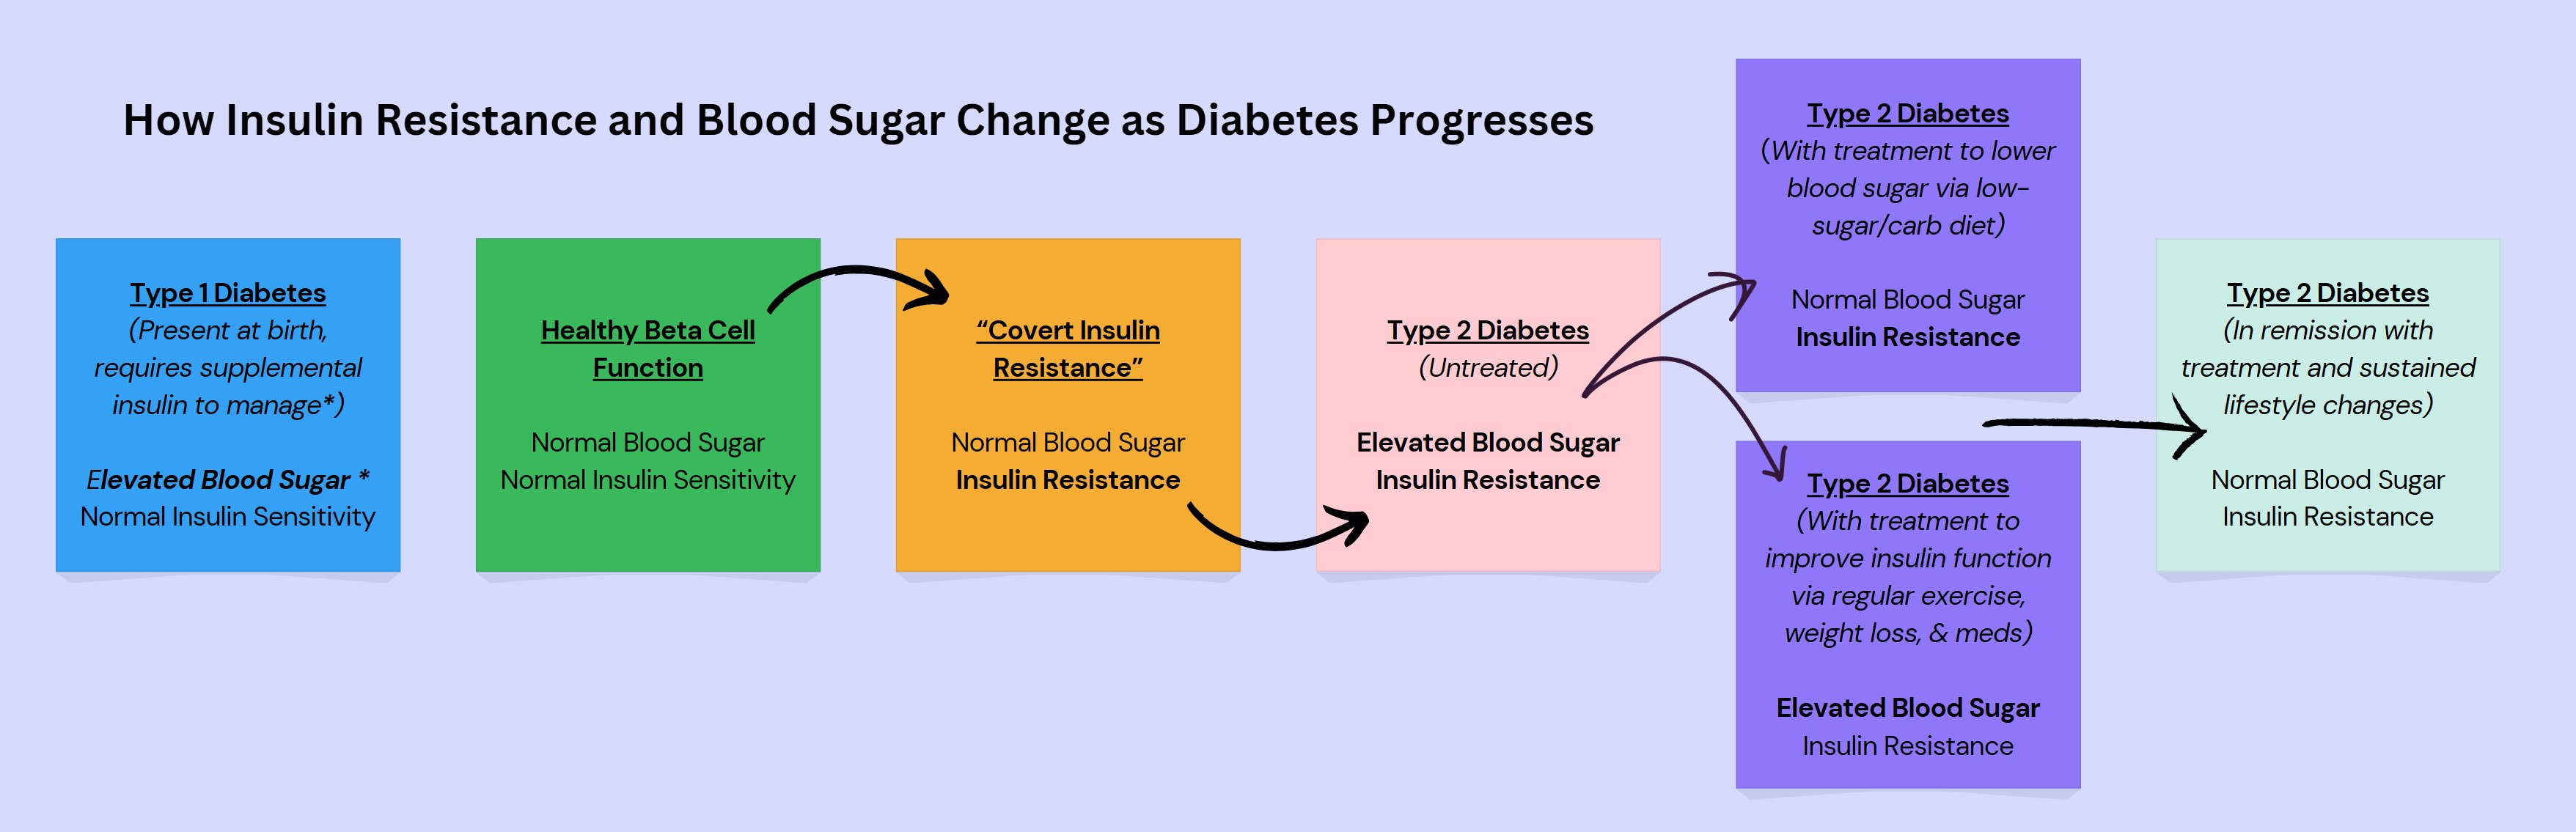 How Insulin Resistance and Blood Sugar Change as Diabetes Progresses
Type 1 Diabetes
(Present at birth,
requires supplemental
insulin to manage*)
Elevated Blood Sugar *
Normal Insulin Sensitivity
Healthy Beta Cell
Function
Normal Blood Sugar
Normal Insulin Sensitivity
“Covert Insulin
Resistance”
Normal Blood Sugar
Insulin Resistance
Type 2 Diabetes
(Untreated)
Elevated Blood Sugar
Insulin Resistance
Type 2 Diabetes
(With treatment to lower
blood sugar via low-
sugar/carb diet)
Normal Blood Sugar
Insulin Resistance
Type 2 Diabetes
(With treatment to
improve insulin function
via regular exercise,
weight loss, & meds)
Elevated Blood Sugar
Insulin Resistance
Type 2 Diabetes
(In remission with
treatment and sustained
lifestyle changes)
Normal Blood Sugar
Insulin Resistance